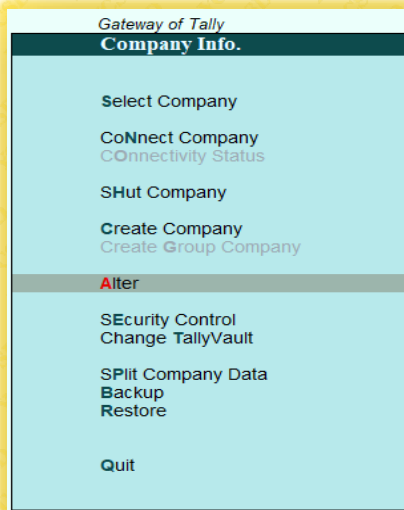 Gateway of Tally
Company Info.
Select Company
CoNnect Company
COnnectivity Status
SHut Company
Create Company
Create Group Company
Alter
SEcurity Control
Change TallyVault
SPlit Company Data
Backup
Restore
Quit